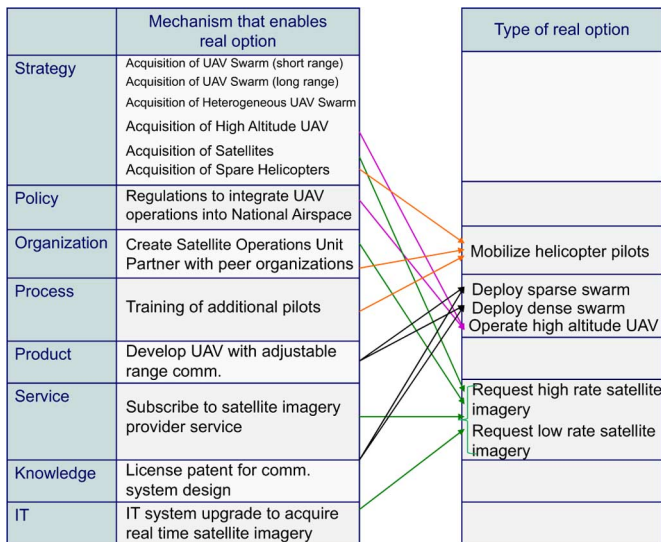 Mechanism that enables
real option
Type of real option
Strategy
Acquisition of UAV Swarm (short range)
Acquisition of UAV Swarm (long range)
Acquisition of Heterogeneous UAV Swarm
Acquisition of High Altitude UAV
Acquisition of Satellites
Acquisition of Spare Helicopters
Policy
Regulations to integrate UAV
operations into National Airspace
Organization
Create Satellite Operations Unit
Partner with peer organizations
Mobilize helicopter pilots
Process
Training of additional pilots
Deploy sparse swarm
Deploy dense swarm
Operate high altitude UAV
Product
Develop UAV with adjustable
range comm.
Service
Subscribe to satellite imagery
provider service
Request high rate satellite
imagery
Request low rate satellite
imagery
Knowledge
License patent for comm.
system design
IT
IT system upgrade to acquire
real time satellite imagery